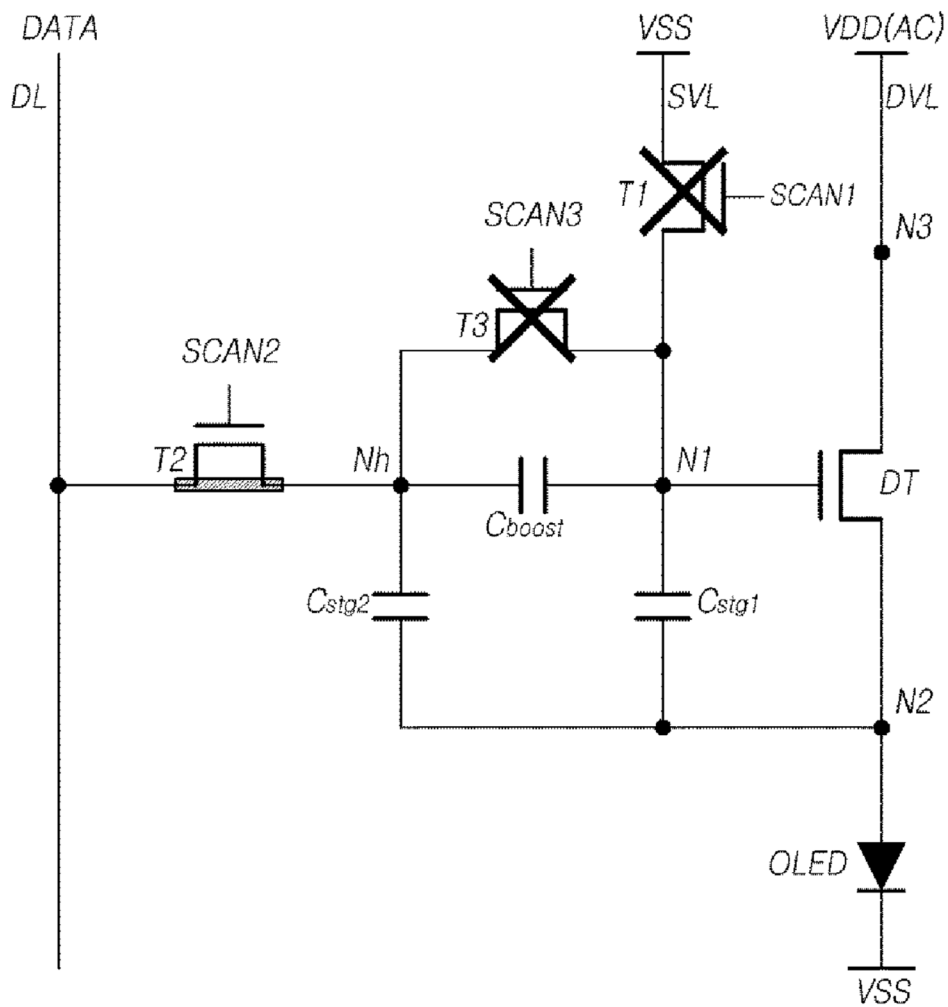 DATA VSS VDD(AC)
DL SVL DVL
T1 SCAN1
SCAN3 N3
T3
SCAN2
T2 Nh N1 DT
Cboost
Cstg2 Cstg1
N2
OLED
VSS